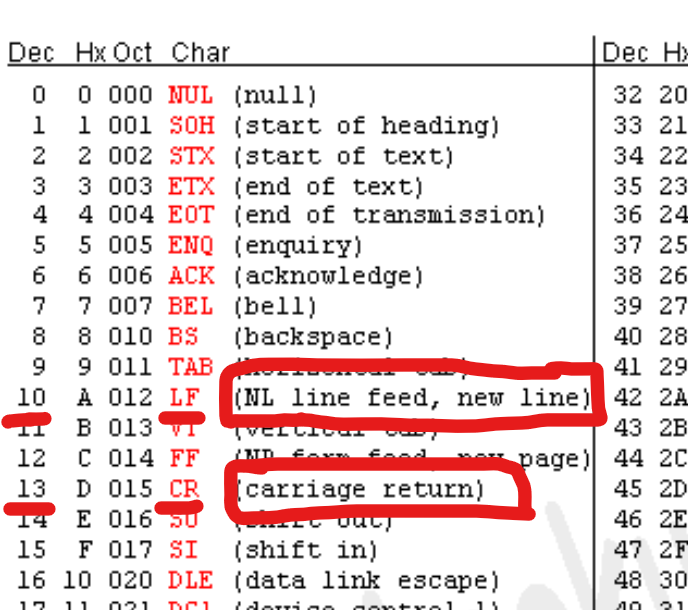 Dec Hx Oct Char Dec Hx
0 0 000 NUL (null) 32 20
1 1 001 SOH (start of heading) 33 21
2 2 002 STX (start of text) 34 22
3 3 003 ETX (end of text) 35 23
4 4 004 EOT (end of transmission) 36 24
5 5 005 ENQ (enquiry) 37 25
6 6 006 ACK (acknowledge) 38 26
7 7 007 BEL (bell) 39 27
8 8 010 BS (backspace) 40 28
9 9 011 TAB (horizontal tab) 41 29
10 A 012 LF (NL line feed, new line) 42 2A
11 B 013 VT (vertical tab) 43 2B
12 C 014 FF (NP form feed, new page) 44 2C
13 D 015 CR (carriage return) 45 2D
14 E 016 SO (shift out) 46 2E
15 F 017 SI (shift in) 47 2F
16 10 020 DLE (data link escape) 48 30
17 11 021 DC1 (device control 1) 49 31